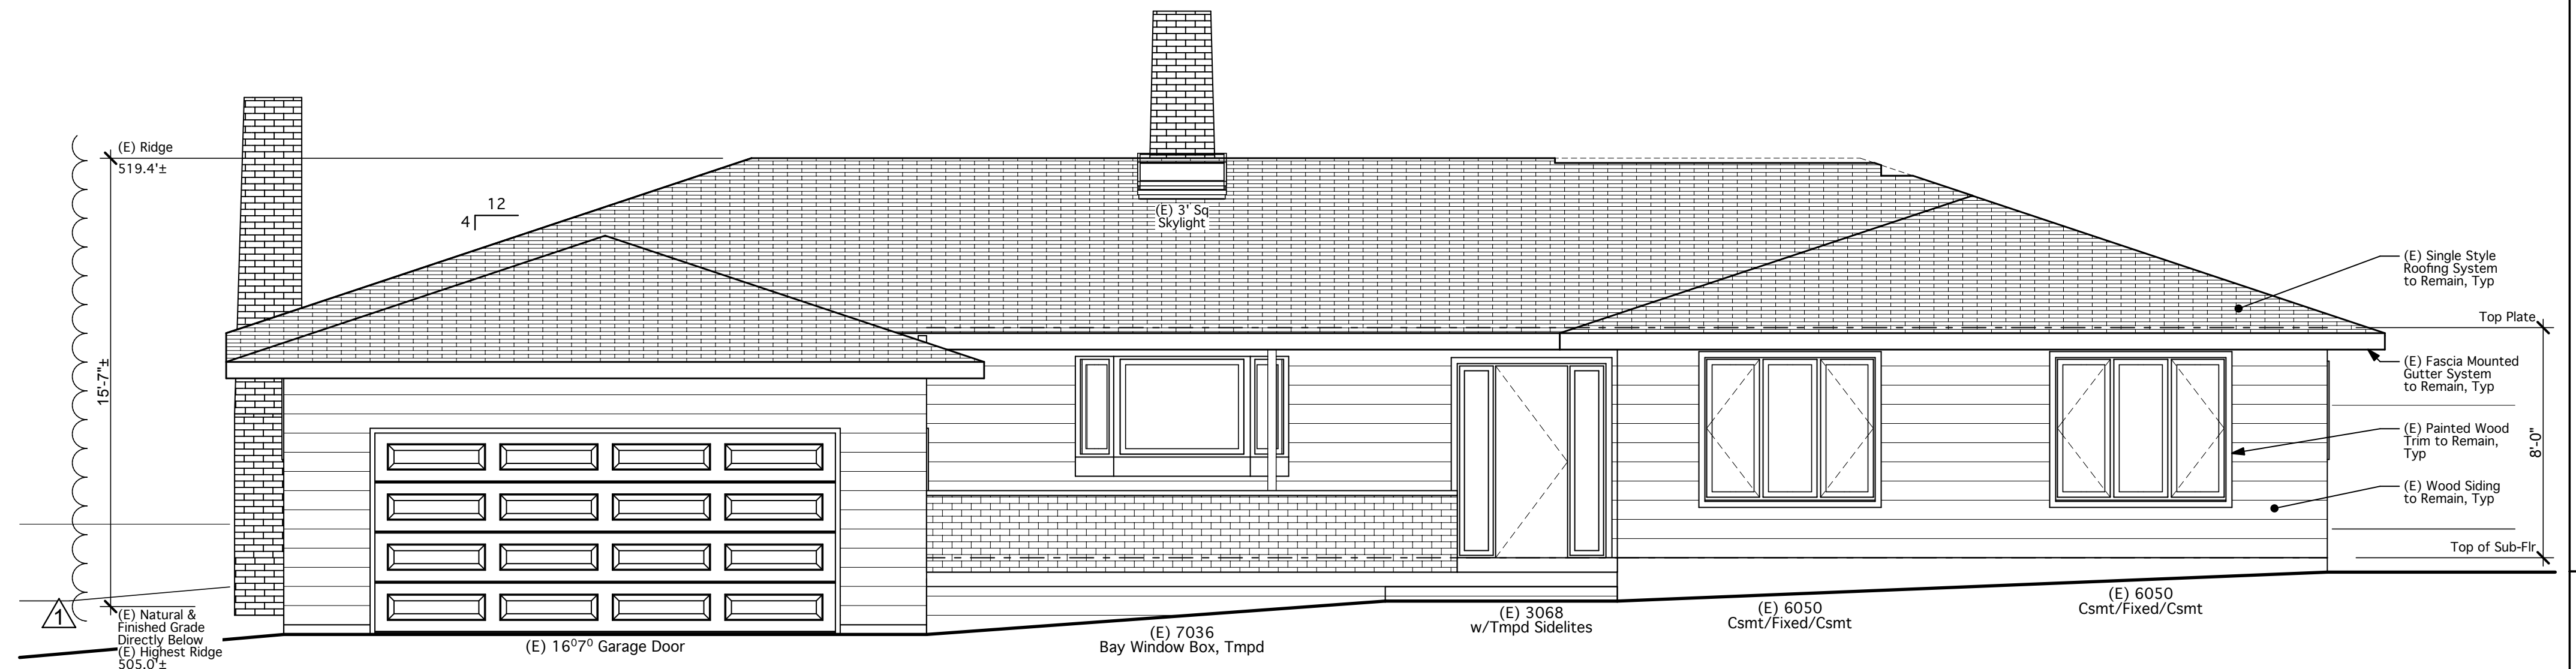 (E) Ridge
519.4'±
12
4
(E) 3' Sq
Skylight
15'-7"±
(E) Single Style
Roofing System
to Remain, Typ
Top Plate
(E) Fascia Mounted
Gutter System
to Remain, Typ
(E) Painted Wood
Trim to Remain,
Typ
8'-0"
(E) Wood Siding
to Remain, Typ
Top of Sub-Flr
1
(E) Natural &
Finished Grade
Directly Below
(E) Highest Ridge
505.0'±
(E) 16⁰7⁰ Garage Door
(E) 7036
Bay Window Box, Tmpd
(E) 3068
w/Tmpd Sidelites
(E) 6050
Csmt/Fixed/Csmt
(E) 6050
Csmt/Fixed/Csmt